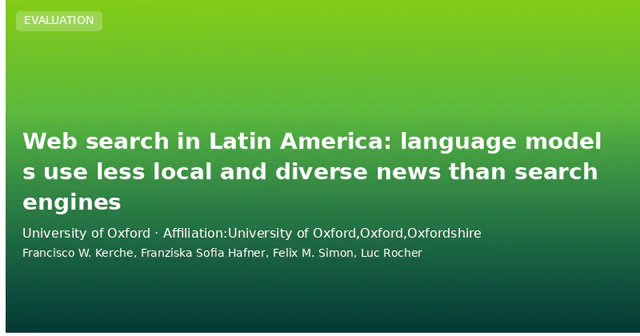 EVALUATION
Web search in Latin America: language model
s use less local and diverse news than search
engines
University of Oxford · Affiliation:University of Oxford,Oxford,Oxfordshire
Francisco W. Kerche, Franziska Sofia Hafner, Felix M. Simon, Luc Rocher